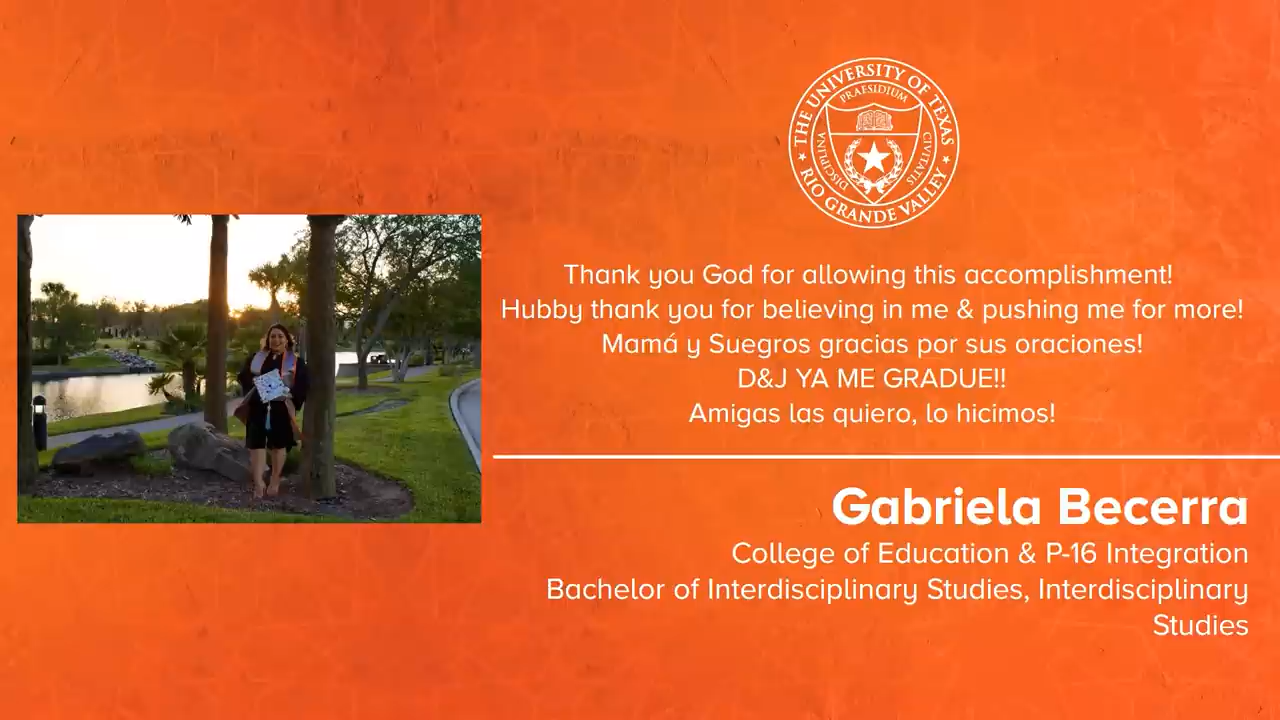 THE UNIVERSITY OF TEXAS
RIO GRANDE VALLEY
PRAESIDIUM
DISCIPLINA
CIVITATIS
Thank you God for allowing this accomplishment!
Hubby thank you for believing in me & pushing me for more!
Mamá y Suegros gracias por sus oraciones!
D&J YA ME GRADUE!!
Amigas las quiero, lo hicimos!
Gabriela Becerra
College of Education & P-16 Integration
Bachelor of Interdisciplinary Studies, Interdisciplinary
Studies